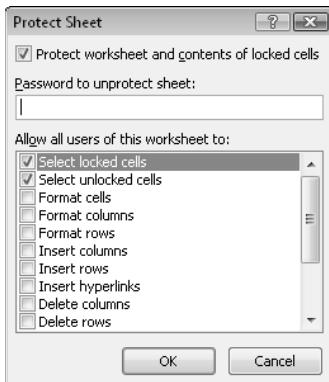 Protect Sheet
Protect worksheet and contents of locked cells
Password to unprotect sheet:
Allow all users of this worksheet to:
Select locked cells
Select unlocked cells
Format cells
Format columns
Format rows
Insert columns
Insert rows
Insert hyperlinks
Delete columns
Delete rows
OK Cancel